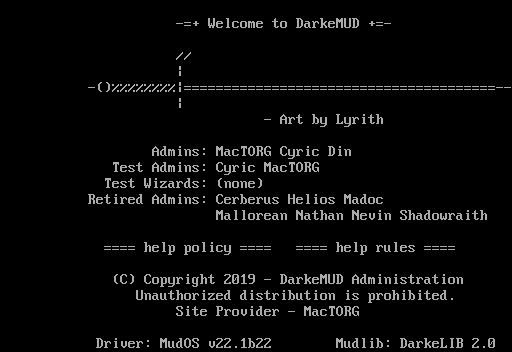 -=+ Welcome to DarkeMUD +=-
//
¦
-()%%%%%%%%¦========================================--
¦
- Art by Lyrith
Admins: MacTORG Cyric Din
Test Admins: Cyric MacTORG
Test Wizards: (none)
Retired Admins: Cerberus Helios Madoc
Mallorean Nathan Nevin Shadowraith
==== help policy ==== ==== help rules ====
(C) Copyright 2019 - DarkeMUD Administration
Unauthorized distribution is prohibited.
Site Provider - MacTORG
Driver: MudOS v22.1b22 Mudlib: DarkeLIB 2.0